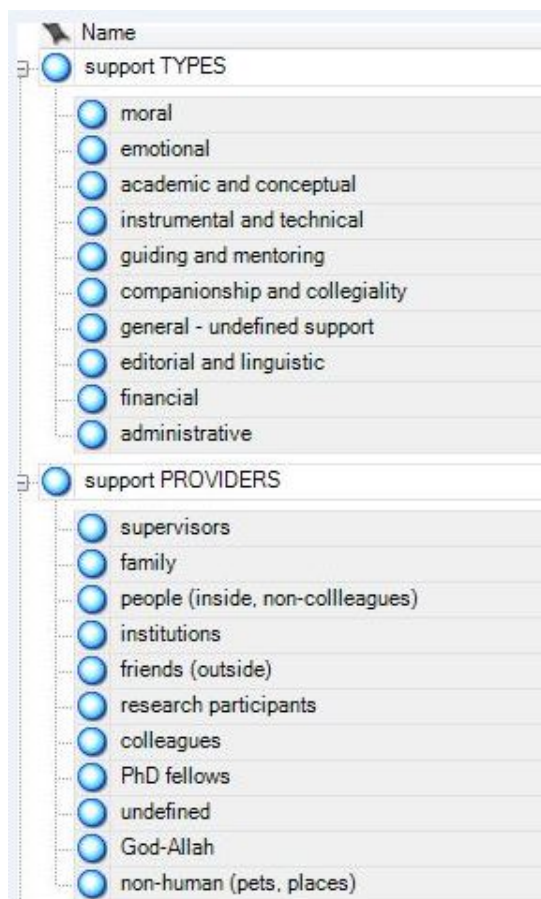 Name
support TYPES
moral
emotional
academic and conceptual
instrumental and technical
guiding and mentoring
companionship and collegiality
general - undefined support
editorial and linguistic
financial
administrative
support PROVIDERS
supervisors
family
people (inside, non-collleagues)
institutions
friends (outside)
research participants
colleagues
PhD fellows
undefined
God-Allah
non-human (pets, places)